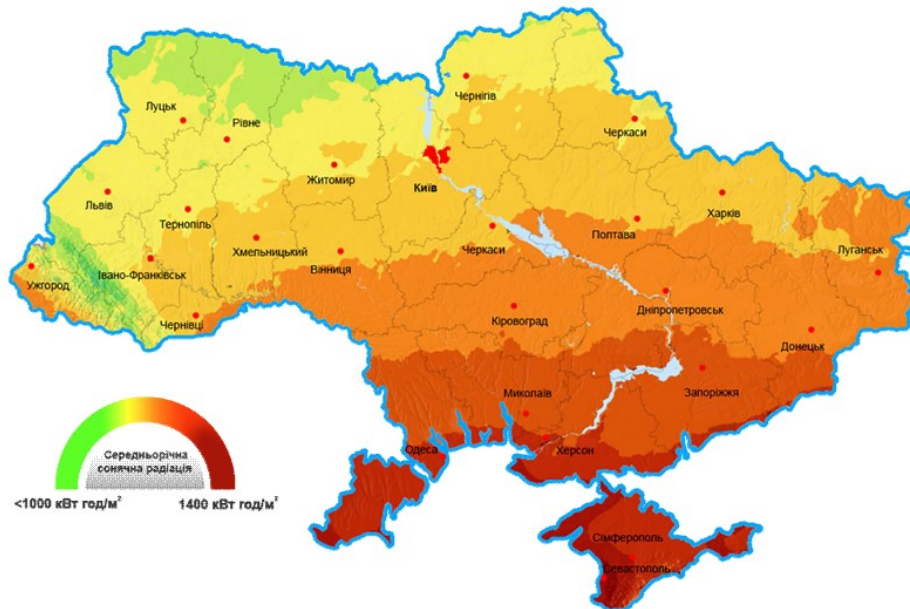 Чернігів
Луцьк
Рівне
Черкаси
Житомир
Київ
Львів
Тернопіль
Харків
Хмельницький
Черкаси
Полтава
Вінниця
Луганськ
Івано-Франківськ
Ужгород
Чернівці
Кіровоград
Дніпропетровськ
Донецьк
Миколаїв
Запоріжжя
Одеса
Херсон
Середньорічна
сонячна радіація
<1000 кВт год/м²
1400 кВт год/м²
Сімферополь
Севастополь